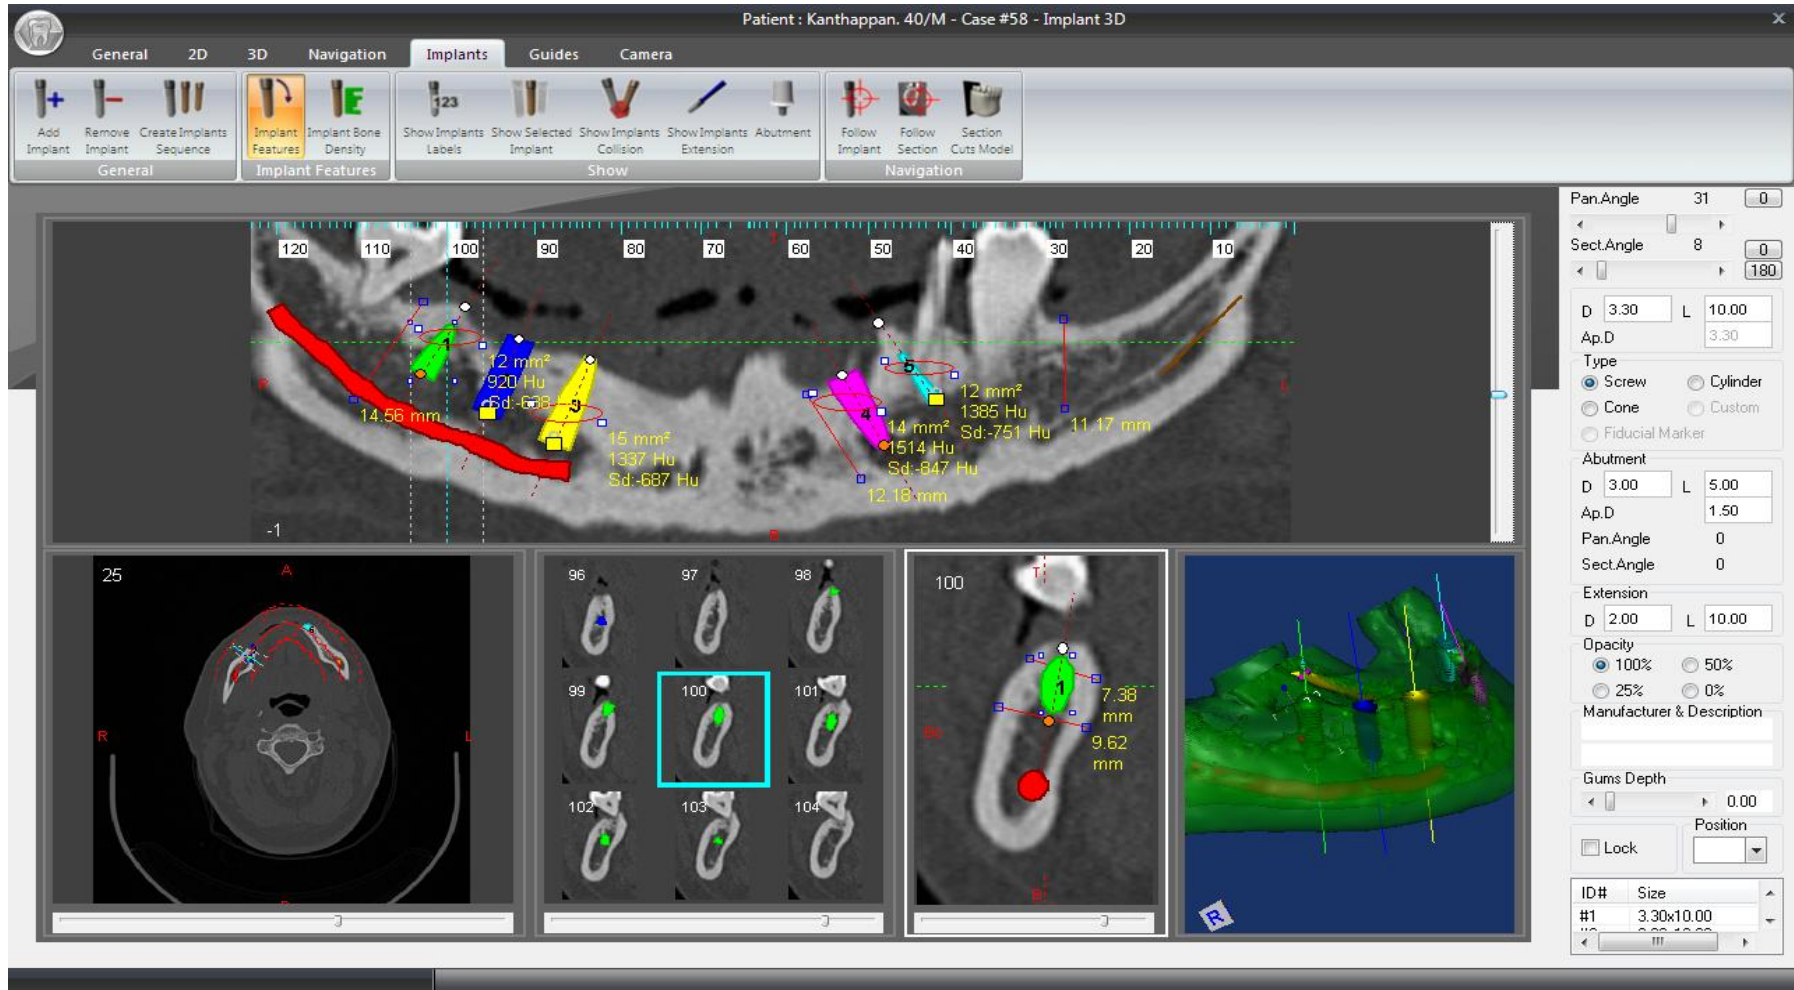 Patient : Kanthappan. 40/M - Case #58 - Implant 3D
X
General 2D 3D Navigation Implants Guides Camera
123
Add Implant
Remove Implant
Create Implants Sequence
General
Implant Features
Implant Bone Density
Implant Features
Show Implants Labels
Show Selected Implant
Show Implants Collision
Show Implants Extension
Abutment
Show
Follow Implant
Follow Section
Section Cuts Model
Navigation
120 110 100 90 80 70 60 50 40 30 20 10
T
R
L
B
1
3
4
5
14.56 mm
12 mm²
920 Hu
Sd:-638
15 mm²
1337 Hu
Sd:-687 Hu
14 mm²
1514 Hu
Sd:-847 Hu
12.18 mm
12 mm²
1385 Hu
Sd:-751 Hu
11.17 mm
-1
25
A
R
L
96 97 98
99 100 101
102 103 104
100
T
1
7.38
mm
9.62
mm
R
Pan.Angle 31 0
Sect.Angle 8 0
180
D 3.30 L 10.00
Ap.D 3.30
Type
Screw Cylinder
Cone Custom
Fiducial Marker
Abutment
D 3.00 L 5.00
Ap.D 1.50
Pan.Angle 0
Sect.Angle 0
Extension
D 2.00 L 10.00
Opacity
100% 50%
25% 0%
Manufacturer & Description
Gums Depth
0.00
Position
Lock
ID# Size
#1 3.30x10.00